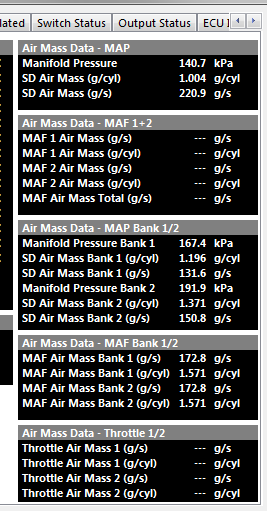 lated Switch Status Output Status ECU I
Air Mass Data - MAP
Manifold Pressure 140.7 kPa
SD Air Mass (g/cyl) 1.004 g/cyl
SD Air Mass (g/s) 220.9 g/s
Air Mass Data - MAF 1+2
MAF 1 Air Mass (g/s) --- g/s
MAF 1 Air Mass (g/cyl) --- g/cyl
MAF 2 Air Mass (g/s) --- g/s
MAF 2 Air Mass (g/cyl) --- g/cyl
MAF Air Mass Total (g/s) --- g/s
Air Mass Data - MAP Bank 1/2
Manifold Pressure Bank 1 167.4 kPa
SD Air Mass Bank 1 (g/cyl) 1.196 g/cyl
SD Air Mass Bank 1 (g/s) 131.6 g/s
Manifold Pressure Bank 2 191.9 kPa
SD Air Mass Bank 2 (g/cyl) 1.371 g/cyl
SD Air Mass Bank 2 (g/s) 150.8 g/s
Air Mass Data - MAF Bank 1/2
MAF Air Mass Bank 1 (g/s) 172.8 g/s
MAF Air Mass Bank 1 (g/cyl) 1.571 g/cyl
MAF Air Mass Bank 2 (g/s) 172.8 g/s
MAF Air Mass Bank 2 (g/cyl) 1.571 g/cyl
Air Mass Data - Throttle 1/2
Throttle Air Mass 1 (g/s) --- g/s
Throttle Air Mass 1 (g/cyl) --- g/cyl
Throttle Air Mass 2 (g/s) --- g/s
Throttle Air Mass 2 (g/cyl) --- g/cyl